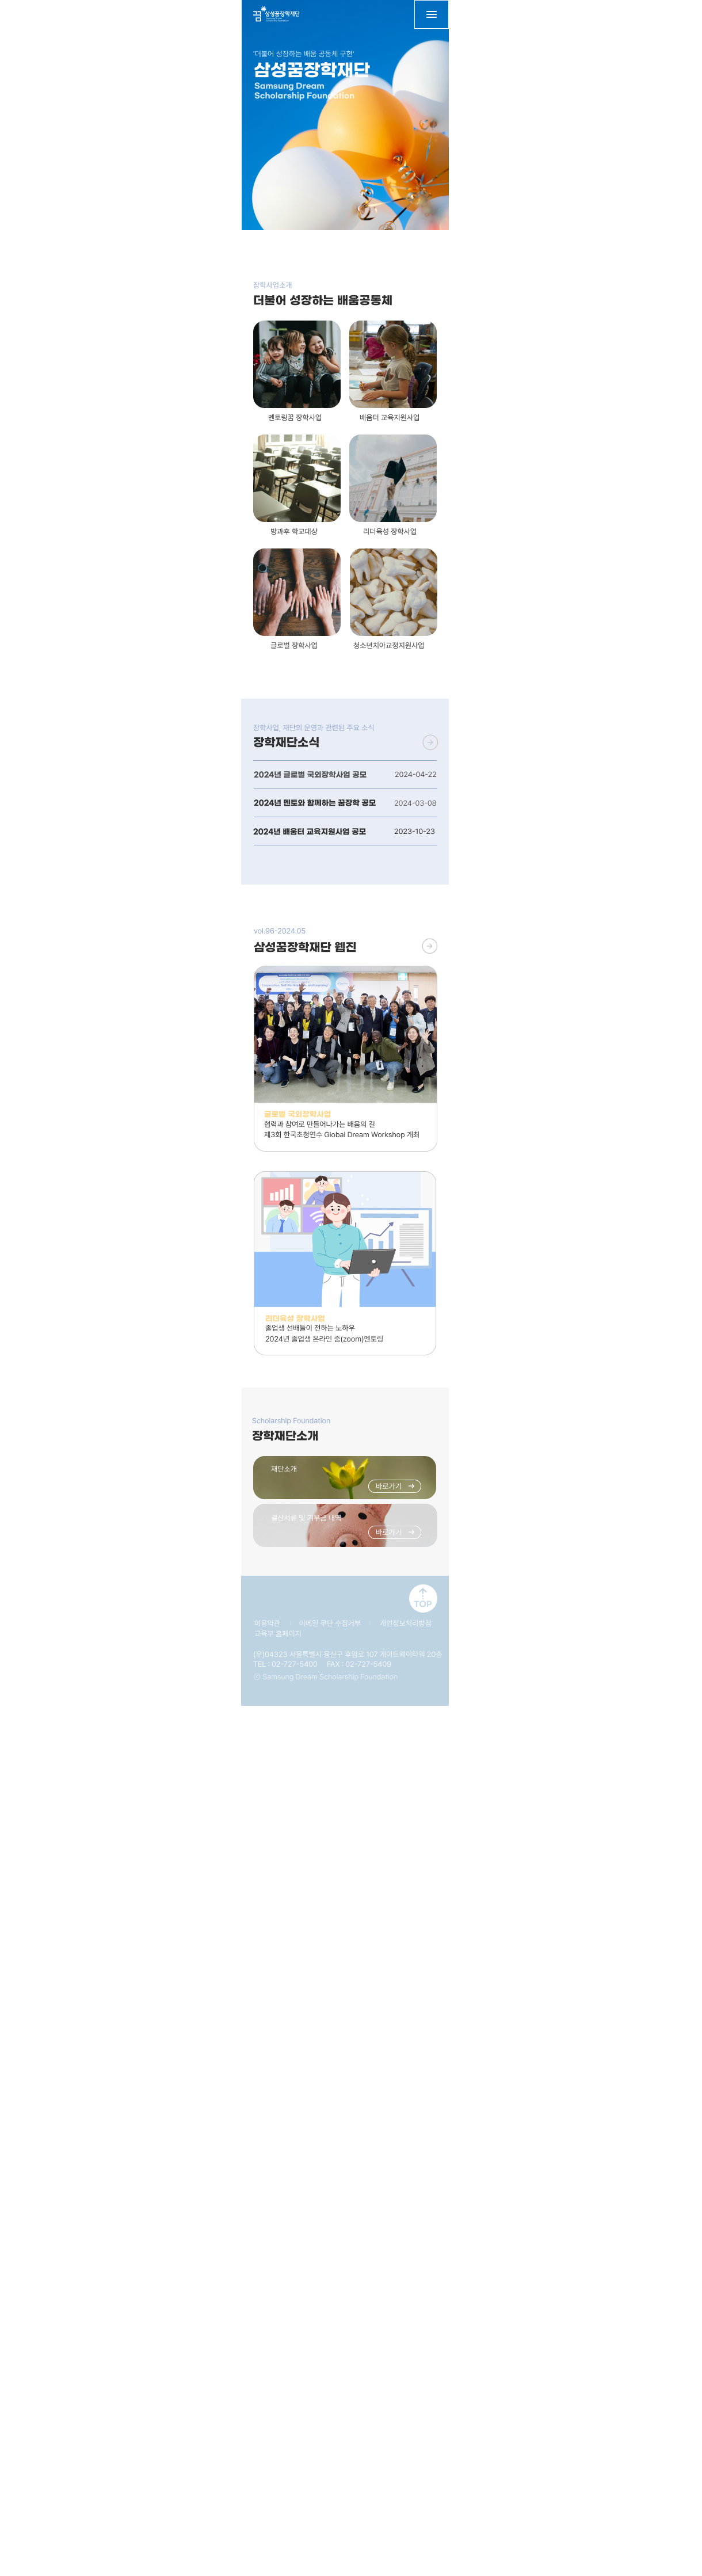 꿈 삼성꿈장학재단
'더불어 성장하는 배움 공동체 구현'
삼성꿈장학재단
Samsung Dream
Scholarship Foundation
장학사업소개
더불어 성장하는 배움공동체
멘토링꿈 장학사업
배움터 교육지원사업
방과후 학교대상
리더육성 장학사업
글로벌 장학사업
청소년치아교정지원사업
장학사업, 재단의 운영과 관련된 주요 소식
장학재단소식
2024년 글로벌 국외장학사업 공모 2024-04-22
2024년 멘토와 함께하는 꿈장학 공모 2024-03-08
2024년 배움터 교육지원사업 공모 2023-10-23
vol.96-2024.05
삼성꿈장학재단 웹진
글로벌 국외장학사업
협력과 참여로 만들어나가는 배움의 길
제3회 한국초청연수 Global Dream Workshop 개최
리더육성 장학사업
졸업생 선배들이 전하는 노하우
2024년 졸업생 온라인 줌(zoom)멘토링
Scholarship Foundation
장학재단소개
재단소개
바로가기
결산서류 및 기부금 내역
바로가기
TOP
이용약관 이메일 무단 수집거부 개인정보처리방침
교육부 홈페이지
(우)04323 서울특별시 용산구 후암로 107 게이트웨이타워 20층
TEL : 02-727-5400 FAX : 02-727-5409
ⓒ Samsung Dream Scholarship Foundation